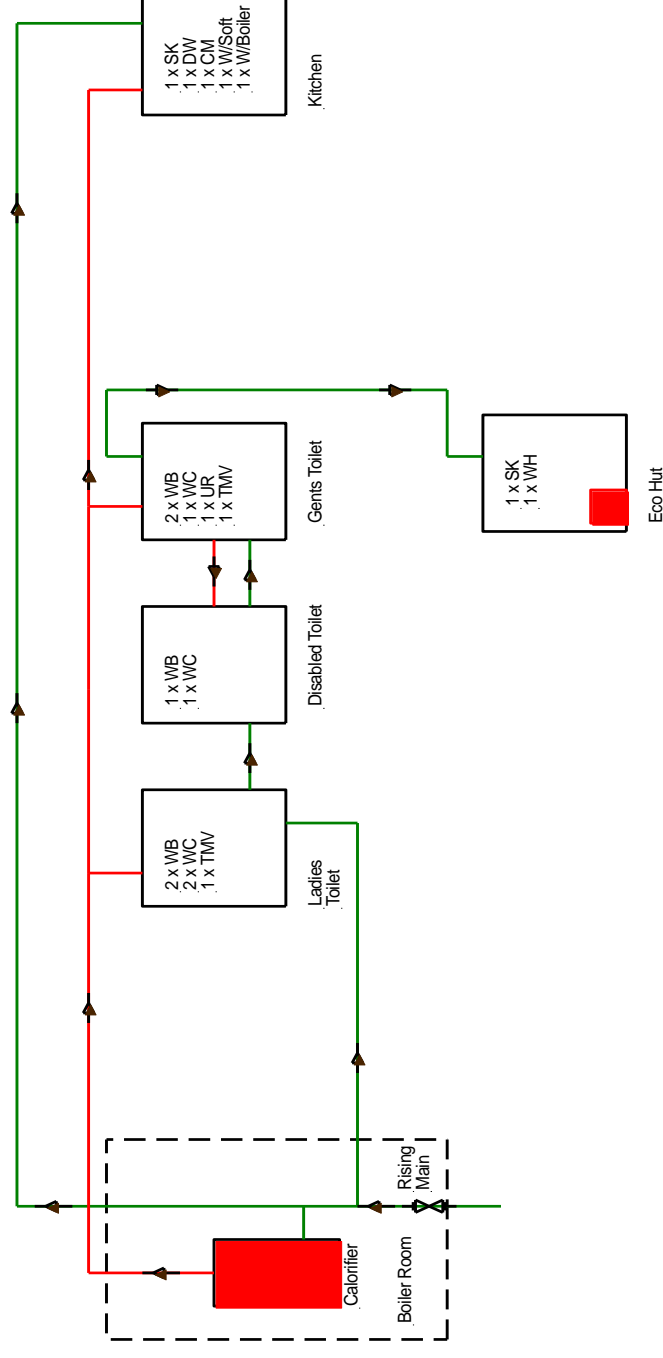 Boiler Room
Calorifier
Rising
Main
Ladies
Toilet
2 x WB
2 x WC
1 x TMV
Disabled Toilet
1 x WB
1 x WC
Gents Toilet
2 x WB
1 x WC
1 x UR
1 x TMV
Eco Hut
1 x SK
1 x WH
Kitchen
1 x SK
1 x DW
1 x CM
1 x W/Soft
1 x W/Boiler